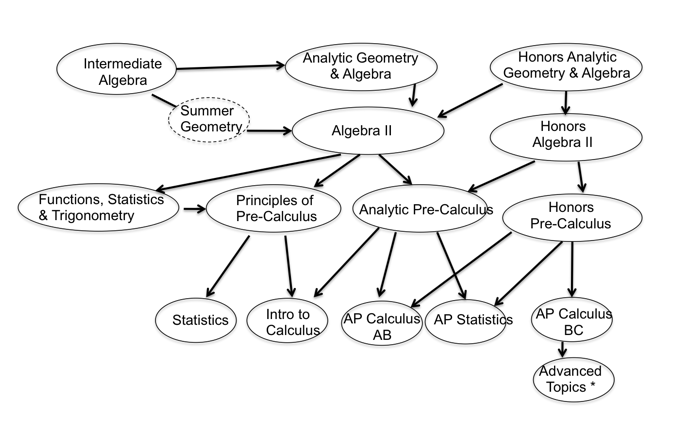 Intermediate
Algebra
Analytic Geometry
& Algebra
Honors Analytic
Geometry & Algebra
Summer
Geometry
Algebra II
Honors
Algebra II
Functions, Statistics
& Trigonometry
Principles of
Pre-Calculus
Analytic Pre-Calculus
Honors
Pre-Calculus
Statistics
Intro to
Calculus
AP Calculus
AB
AP Statistics
AP Calculus
BC
Advanced
Topics *